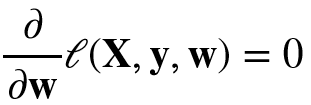 ∂/∂𝐰 ℓ(𝐗, 𝐲, 𝐰) = 0